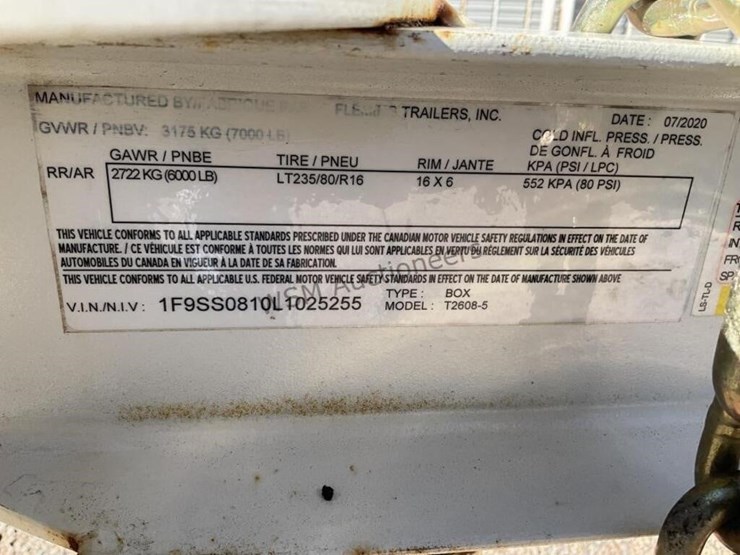 MANUFACTURED BY/FABRIQUE TRAILERS, INC. DATE: 07/2020
GVWR / PNBV: 3175 KG (7000 LB)
COLD INFL. PRESS. / PRESS.
DE GONFL. À FROID
GAWR / PNBE TIRE / PNEU RIM / JANTE KPA (PSI / LPC)
RR/AR 2722 KG (6000 LB) LT235/80/R16 16 X 6 552 KPA (80 PSI)
THIS VEHICLE CONFORMS TO ALL APPLICABLE STANDARDS PRESCRIBED UNDER THE CANADIAN MOTOR VEHICLE SAFETY REGULATIONS IN EFFECT ON THE DATE OF
MANUFACTURE. / CE VÉHICULE EST CONFORME À TOUTES LES NORMES QUI LUI SONT APPLICABLES EN VERTU DU RÈGLEMENT SUR LA SÉCURITÉ DES VÉHICULES
AUTOMOBILES DU CANADA EN VIGUEUR À LA DATE DE SA FABRICATION.
THIS VEHICLE CONFORMS TO ALL APPLICABLE U.S. FEDERAL MOTOR VEHICLE SAFETY STANDARDS IN EFFECT ON THE DATE OF MANUFACTURE SHOWN ABOVE
V.I.N./N.I.V: 1F9SS0810L1025255 TYPE: BOX
MODEL: T2608-5
MSM Auctioneers
LS-TL-D